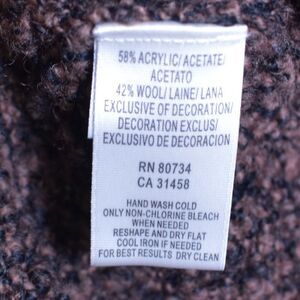 58% ACRYLIC/ ACETATE/
ACETATO
42% WOOL/ LAINE/ LANA
EXCLUSIVE OF DECORATION/
DECORATION EXCLUS/
EXCLUSIVO DE DECORACION
RN 80734
CA 31458
HAND WASH COLD
ONLY NON-CHLORINE BLEACH
WHEN NEEDED
RESHAPE AND DRY FLAT
COOL IRON IF NEEDED
FOR BEST RESULTS DRY CLEAN